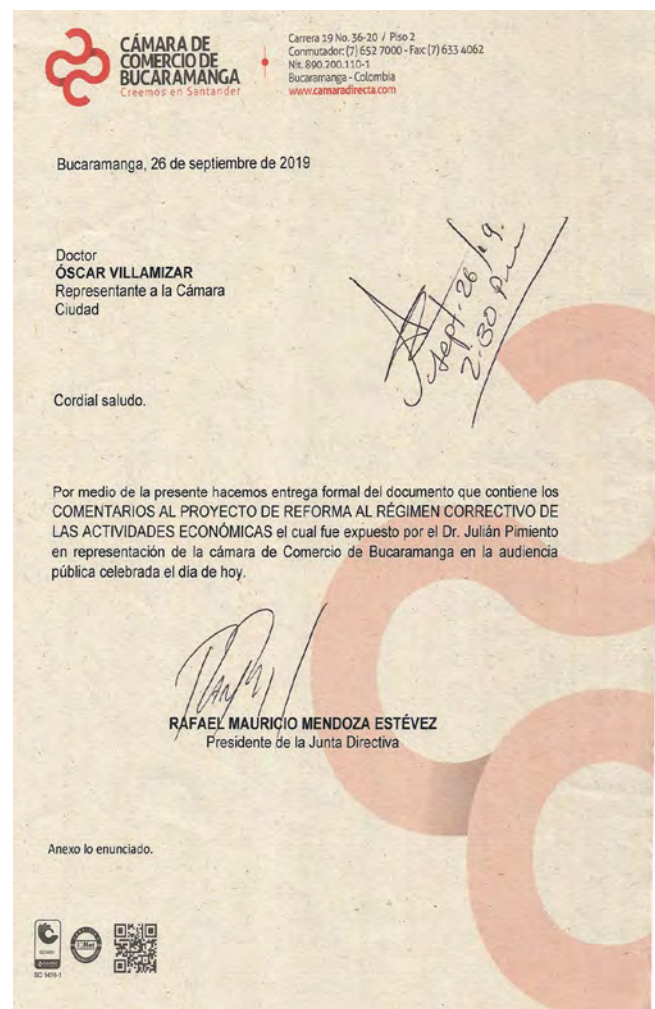 CÁMARA DE
COMERCIO DE
BUCARAMANGA
Creemos en Santander
Carrera 19 No. 36-20 / Piso 2
Conmutador: (7) 652 7000 - Fax: (7) 633 4062
Nit. 890.200.110-1
Bucaramanga - Colombia
www.camaradirecta.com
Bucaramanga, 26 de septiembre de 2019
Sept. 26/19.
2:30 Pm
Doctor
ÓSCAR VILLAMIZAR
Representante a la Cámara
Ciudad
Cordial saludo.
Por medio de la presente hacemos entrega formal del documento que contiene los
COMENTARIOS AL PROYECTO DE REFORMA AL RÉGIMEN CORRECTIVO DE
LAS ACTIVIDADES ECONÓMICAS el cual fue expuesto por el Dr. Julián Pimiento
en representación de la cámara de Comercio de Bucaramanga en la audiencia
pública celebrada el día de hoy.
RAFAEL MAURICIO MENDOZA ESTÉVEZ
Presidente de la Junta Directiva
Anexo lo enunciado.